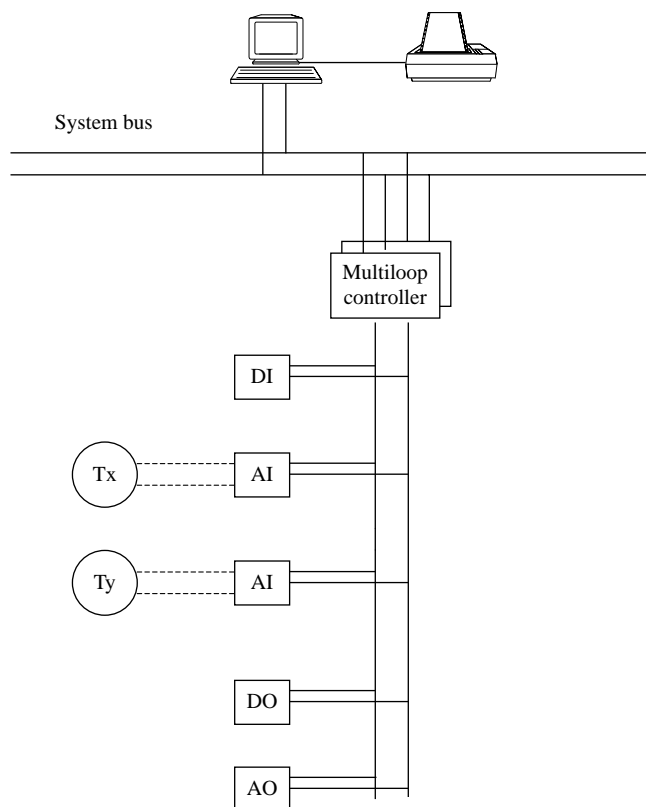 System bus
Multiloop
controller
DI
Tx
AI
Ty
AI
DO
AO